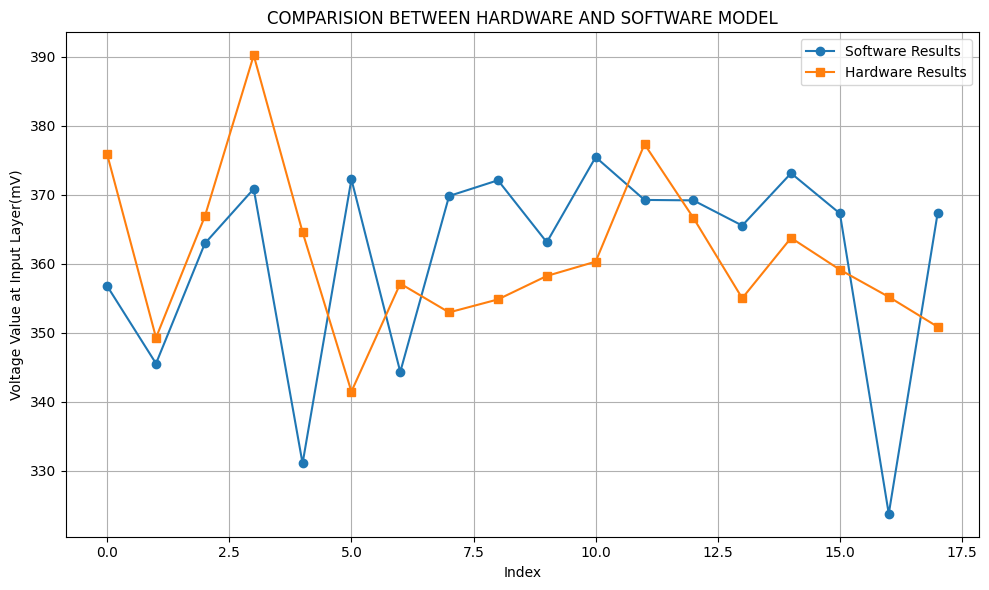 COMPARISION BETWEEN HARDWARE AND SOFTWARE MODEL
Software Results
Hardware Results
Voltage Value at Input Layer(mV)
390
380
370
360
350
340
330
0.0 2.5 5.0 7.5 10.0 12.5 15.0 17.5
Index